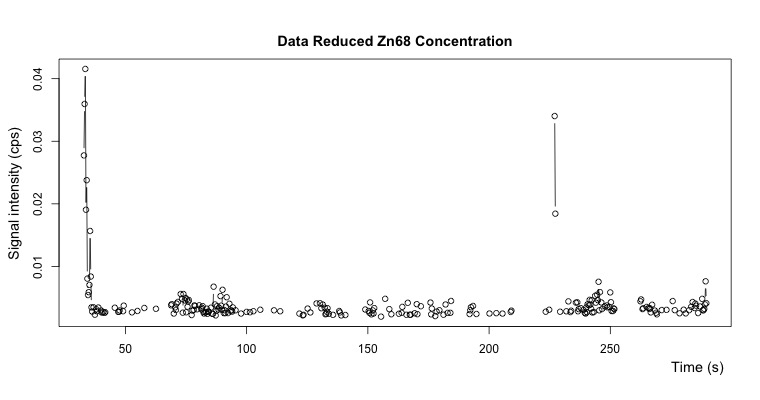 Data Reduced Zn68 Concentration
Signal intensity (cps)
0.04
0.03
0.02
0.01
50 100 150 200 250
Time (s)